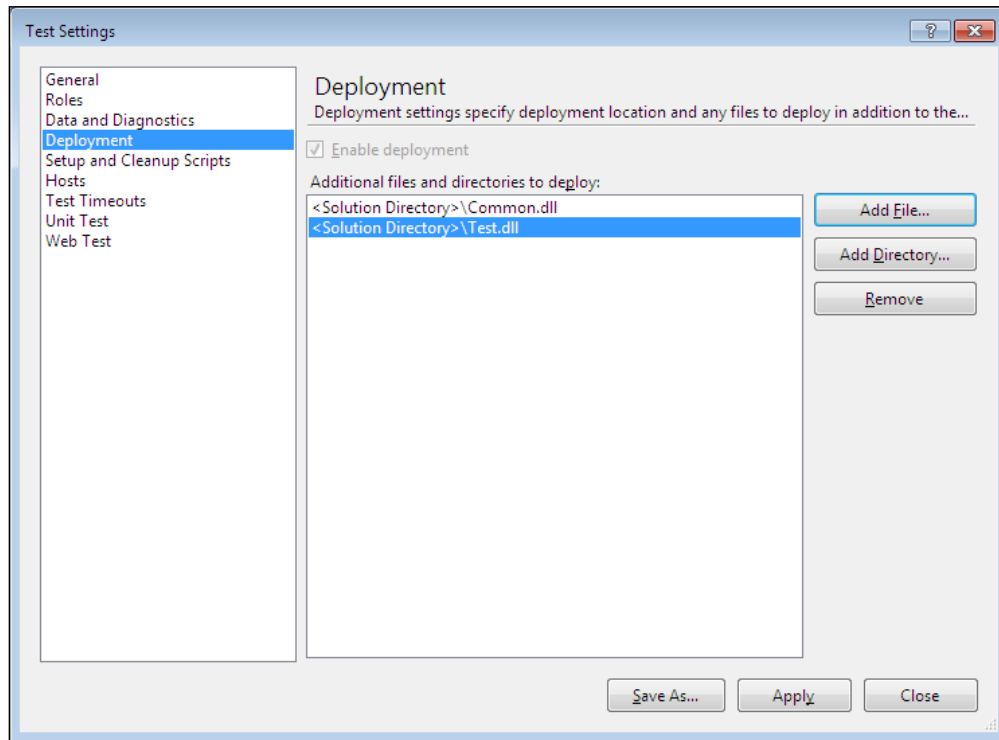 Test Settings
General
Roles
Data and Diagnostics
Deployment
Setup and Cleanup Scripts
Hosts
Test Timeouts
Unit Test
Web Test
Deployment
Deployment settings specify deployment location and any files to deploy in addition to the...
Enable deployment
Additional files and directories to deploy:
<Solution Directory>\Common.dll
<Solution Directory>\Test.dll
Add File...
Add Directory...
Remove
Save As...
Apply
Close